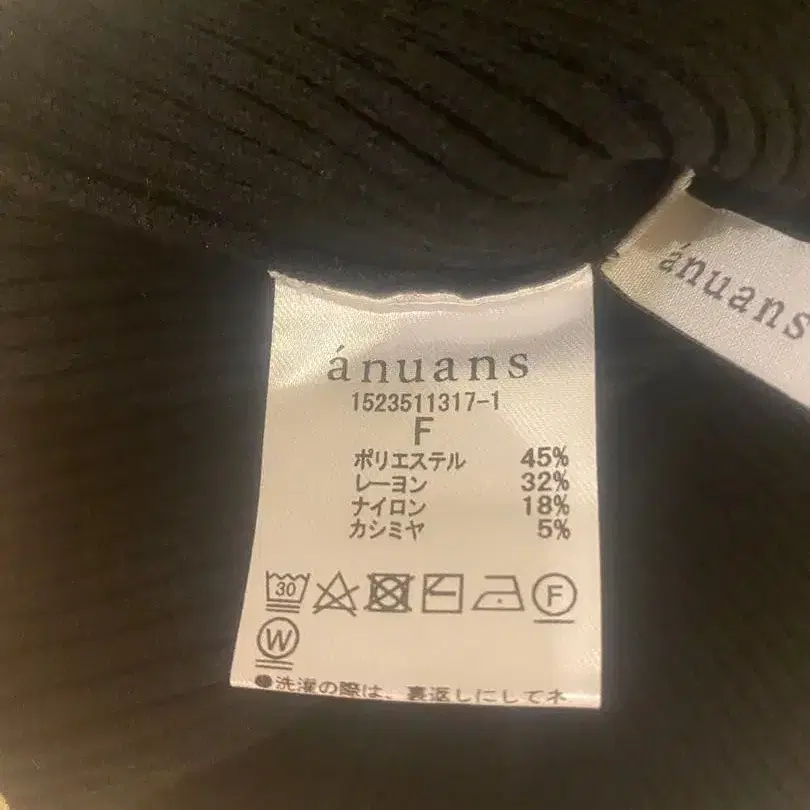 ánuans
1523511317-1
F
ポリエステル 45%
レーヨン 32%
ナイロン 18%
カシミヤ 5%
30
F
W
●洗濯の際は、裏返しにしてネ
ánuans